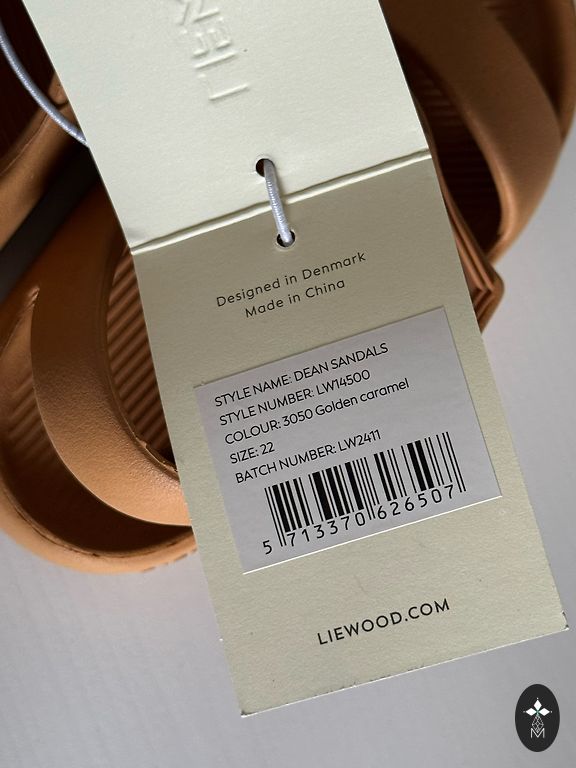 Designed in Denmark
Made in China
STYLE NAME: DEAN SANDALS
STYLE NUMBER: LW14500
COLOUR: 3050 Golden caramel
SIZE: 22
BATCH NUMBER: LW2411
5 713370 626507
LIEWOOD.COM
M